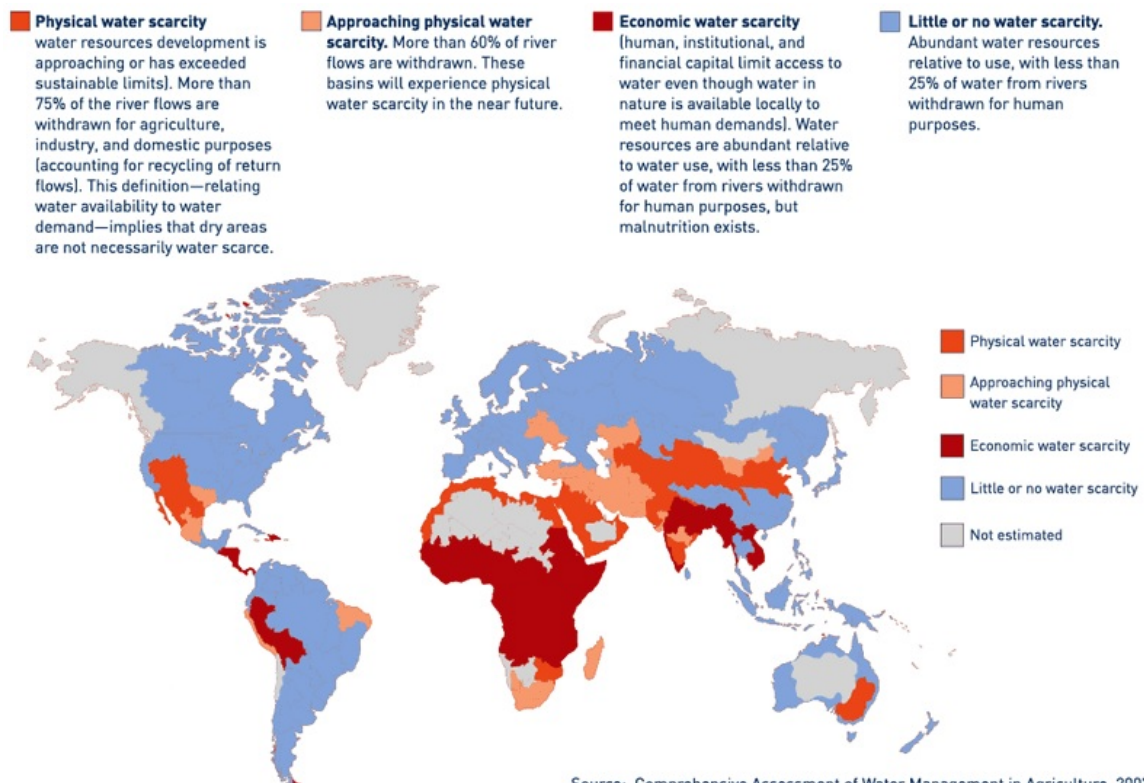 Physical water scarcity
water resources development is
approaching or has exceeded
sustainable limits). More than
75% of the river flows are
withdrawn for agriculture,
industry, and domestic purposes
(accounting for recycling of return
flows). This definition—relating
water availability to water
demand—implies that dry areas
are not necessarily water scarce.
Approaching physical water
scarcity. More than 60% of river
flows are withdrawn. These
basins will experience physical
water scarcity in the near future.
Economic water scarcity
(human, institutional, and
financial capital limit access to
water even though water in
nature is available locally to
meet human demands). Water
resources are abundant relative
to water use, with less than 25%
of water from rivers withdrawn
for human purposes, but
malnutrition exists.
Little or no water scarcity.
Abundant water resources
relative to use, with less than
25% of water from rivers
withdrawn for human
purposes.
Physical water scarcity
Approaching physical
water scarcity
Economic water scarcity
Little or no water scarcity
Not estimated
Source: Comprehensive Assessment of Water Management in Agriculture,